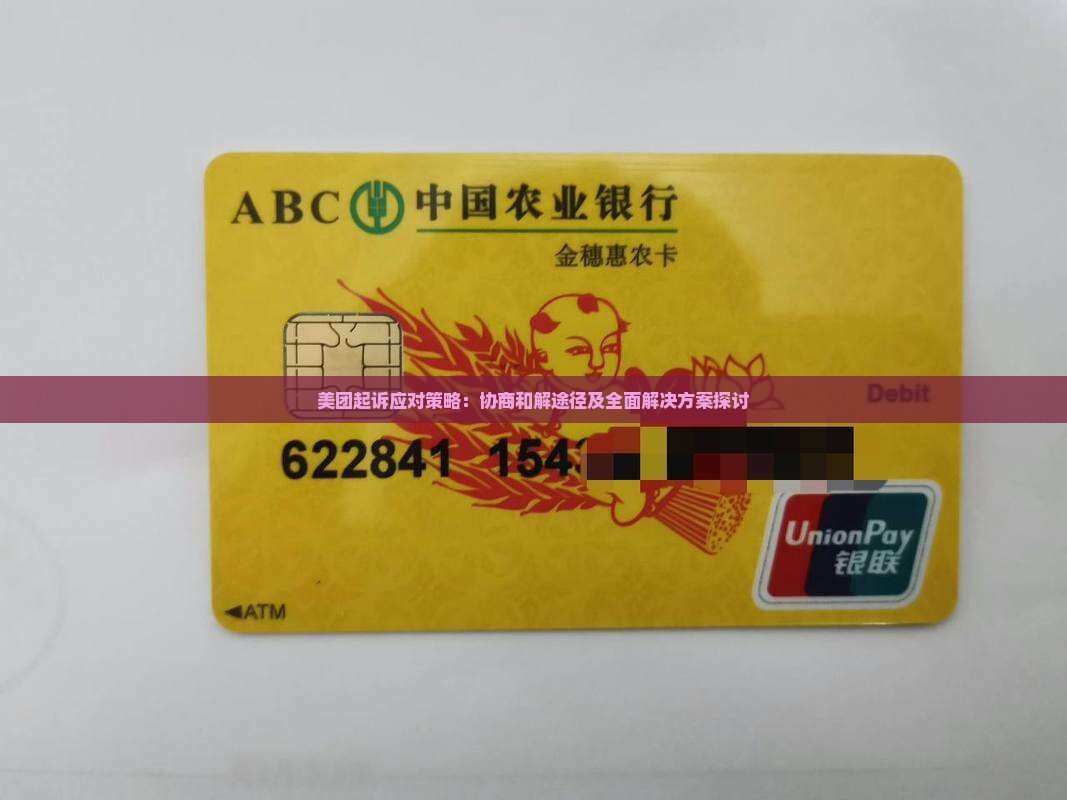 ABC 中国农业银行
金穗惠农卡
美团起诉应对策略：协商和解途径及全面解决方案探讨
Debit
622841 154
UnionPay
银联
ATM